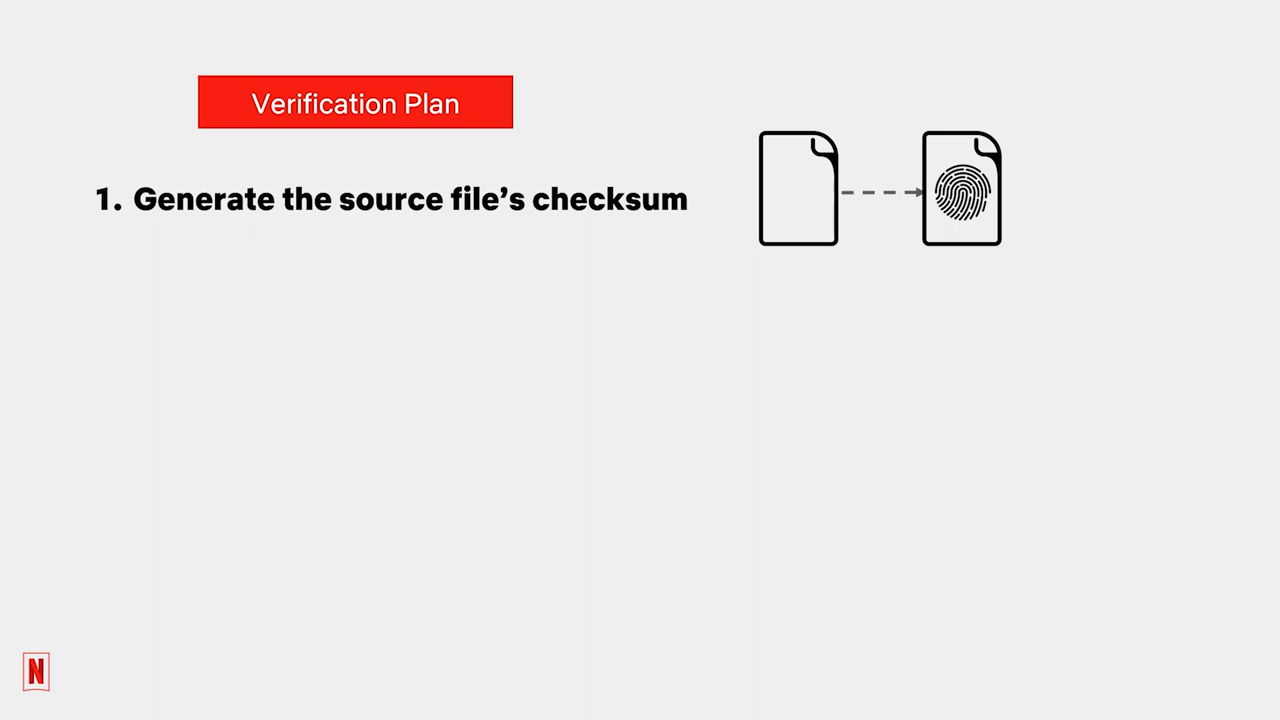 Verification Plan
1. Generate the source file’s checksum
N